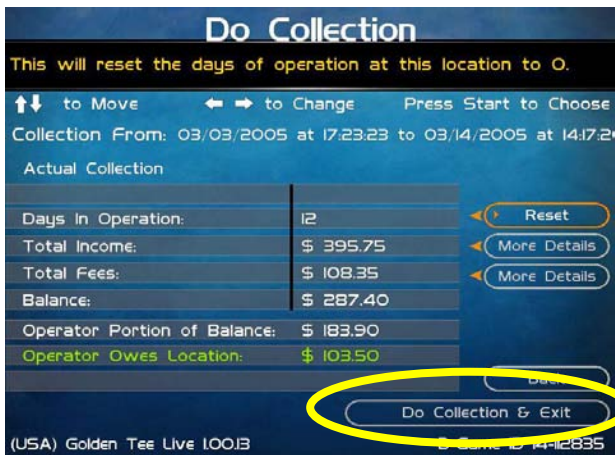 Do Collection
This will reset the days of operation at this location to 0.
↑↓ to Move ← → to Change Press Start to Choose
Collection From: 03/03/2005 at 17:23:23 to 03/14/2005 at 14:17:2
Actual Collection
Days In Operation: 12 Reset
Total Income: $ 395.75 More Details
Total Fees: $ 108.35 More Details
Balance: $ 287.40
Operator Portion of Balance: $ 183.90
Operator Owes Location: $ 103.50
Do Collection & Exit
(USA) Golden Tee Live 1.00.13 Game ID 14-112835